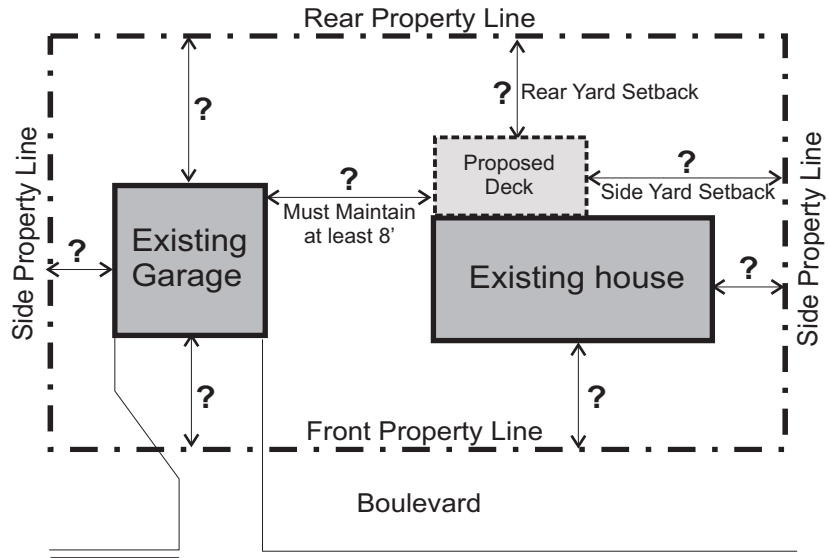 Rear Property Line
?
? Rear Yard Setback
Side Property Line
Proposed
Deck
?
Side Yard Setback
?
Must Maintain
at least 8’
Existing
Garage
?
Existing house
?
Side Property Line
?
?
Front Property Line
Boulevard